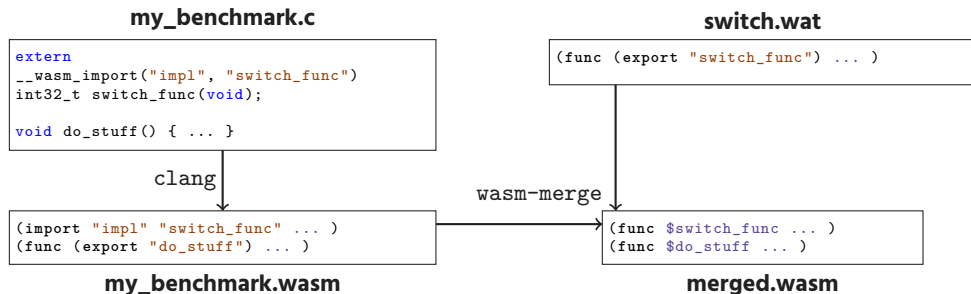 my_benchmark.c
extern
__wasm_import("impl", "switch_func")
int32_t switch_func(void);
void do_stuff() { ... }
switch.wat
(func (export "switch_func") ... )
clang
wasm-merge
(import "impl" "switch_func" ... )
(func (export "do_stuff") ... )
my_benchmark.wasm
(func $switch_func ... )
(func $do_stuff ... )
merged.wasm